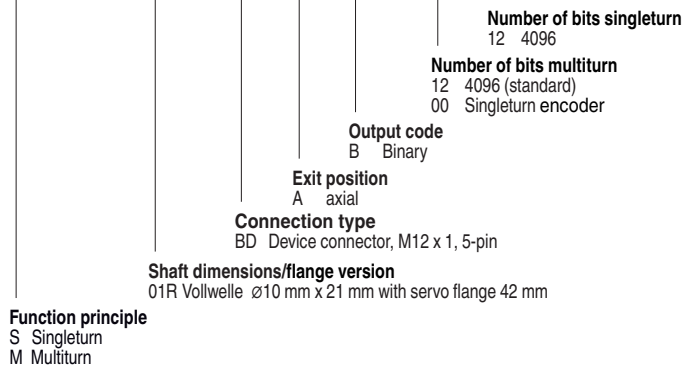 Number of bits singleturn
12 4096
Number of bits multiturn
12 4096 (standard)
00 Singleturn encoder
Output code
B Binary
Exit position
A axial
Connection type
BD Device connector, M12 x 1, 5-pin
Shaft dimensions/flange version
01R Vollwelle ⌀10 mm x 21 mm with servo flange 42 mm
Function principle
S Singleturn
M Multiturn